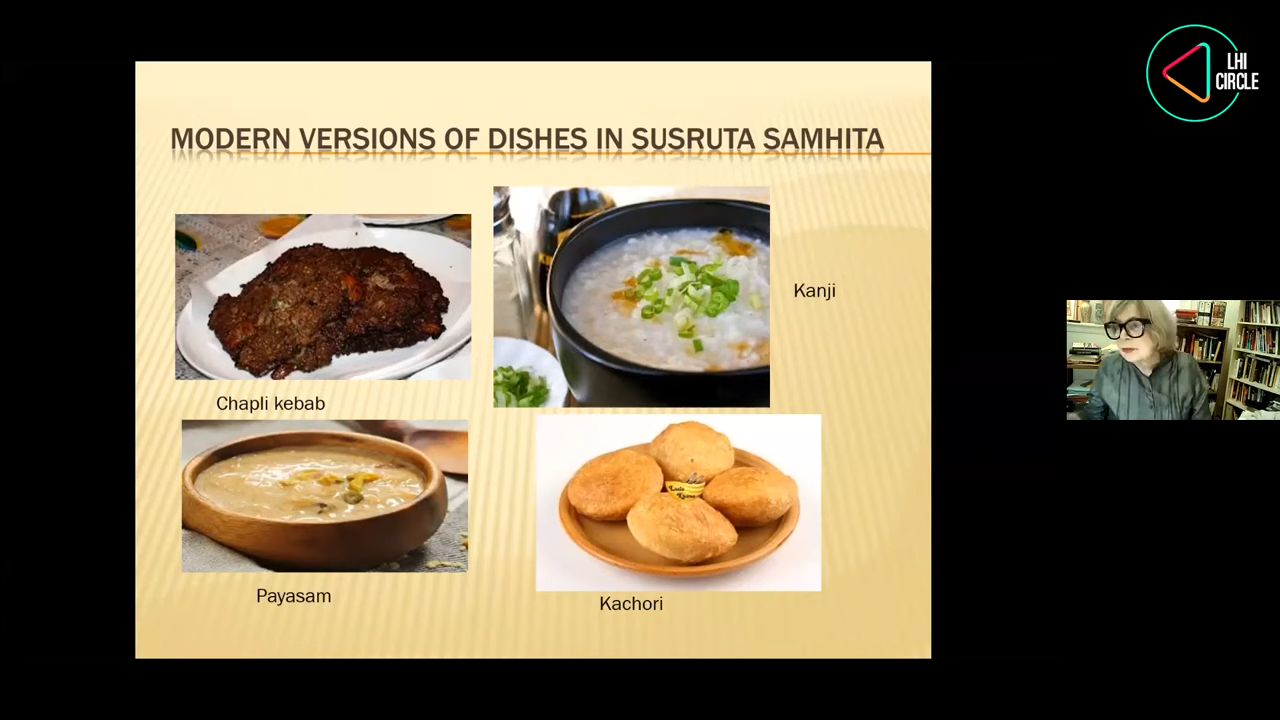 LHI
CIRCLE
MODERN VERSIONS OF DISHES IN SUSRUTA SAMHITA
Kanji
Chapli kebab
Payasam
Kachori